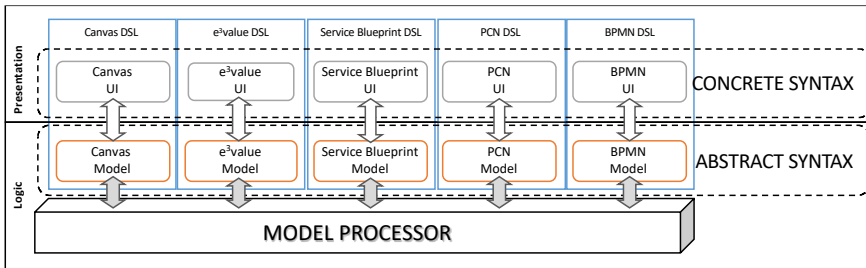 Canvas DSL
e³value DSL
Service Blueprint DSL
PCN DSL
BPMN DSL
Presentation
Canvas
UI
e³value
UI
Service Blueprint
UI
PCN
UI
BPMN
UI
CONCRETE SYNTAX
Logic
Canvas
Model
e³value
Model
Service Blueprint
Model
PCN
Model
BPMN
Model
ABSTRACT SYNTAX
MODEL PROCESSOR